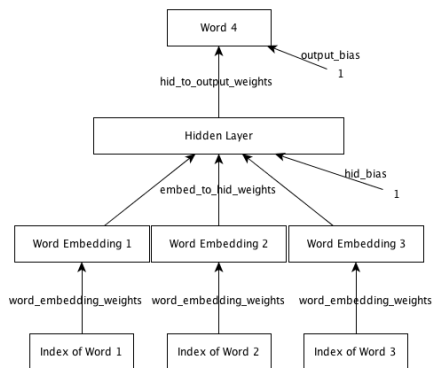 Word 4
output_bias
1
hid_to_output_weights
Hidden Layer
hid_bias
embed_to_hid_weights
1
Word Embedding 1
Word Embedding 2
Word Embedding 3
word_embedding_weights
word_embedding_weights
word_embedding_weights
Index of Word 1
Index of Word 2
Index of Word 3